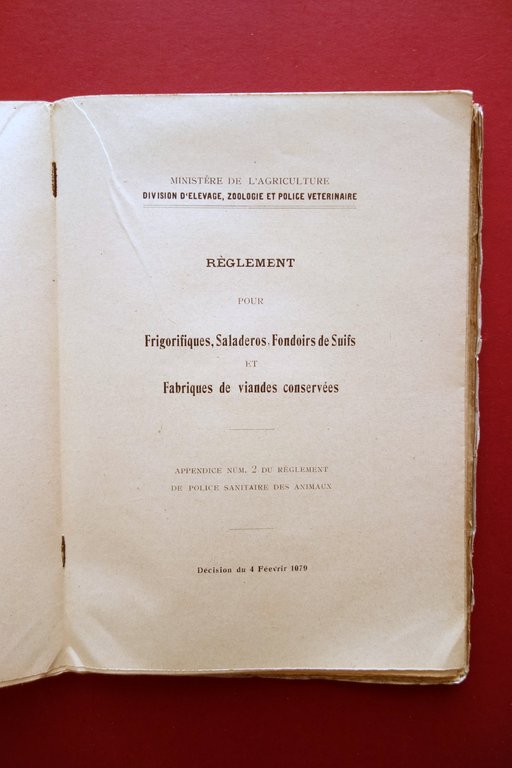 MINISTÈRE DE L'AGRICULTURE
DIVISION D'ELEVAGE, ZOOLOGIE ET POLICE VETERINAIRE
RÈGLEMENT
POUR
Frigorifiques, Saladeros, Fondoirs de Suifs
ET
Fabriques de viandes conservées
APPENDICE NUM. 2 DU RÈGLEMENT
DE POLICE SANITAIRE DES ANIMAUX
Décision du 4 Féevrir 1079